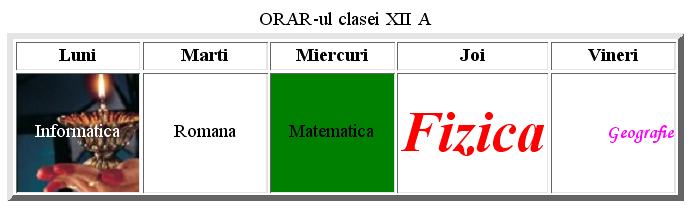 ORAR-ul clasei XII A
Luni Marti Miercuri Joi Vineri
Informatica Romana Matematica Fizica Geografie